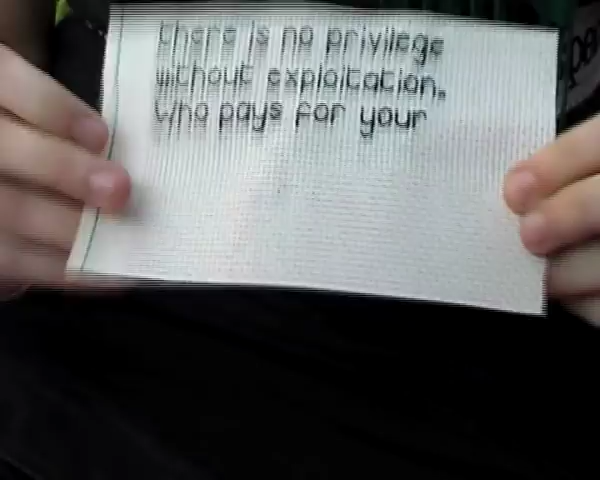 there is no privilege
without exploitation.
Who pays for your